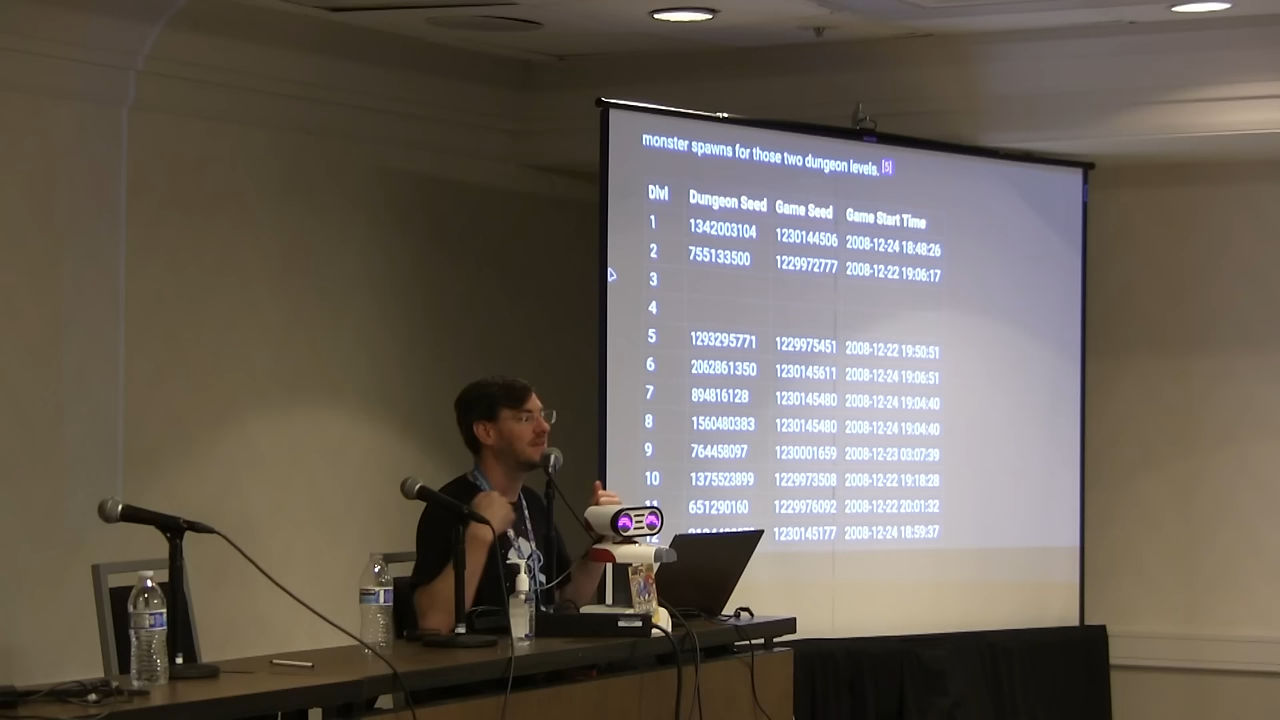 monster spawns for those two dungeon levels. [5]
Dlvl Dungeon Seed Game Seed Game Start Time
1 1342003104 1230144506 2008-12-24 18:48:26
2 755133500 1229972777 2008-12-22 19:06:17
3
4
5 1293295771 1229975451 2008-12-22 19:50:51
6 2062861350 1230145611 2008-12-24 19:06:51
7 894816128 1230145480 2008-12-24 19:04:40
8 1560480383 1230145480 2008-12-24 19:04:40
9 764458097 1230001659 2008-12-23 03:07:39
10 1375523899 1229973508 2008-12-22 19:18:28
11 651290160 1229976092 2008-12-22 20:01:32
12 1230145177 2008-12-24 18:59:37